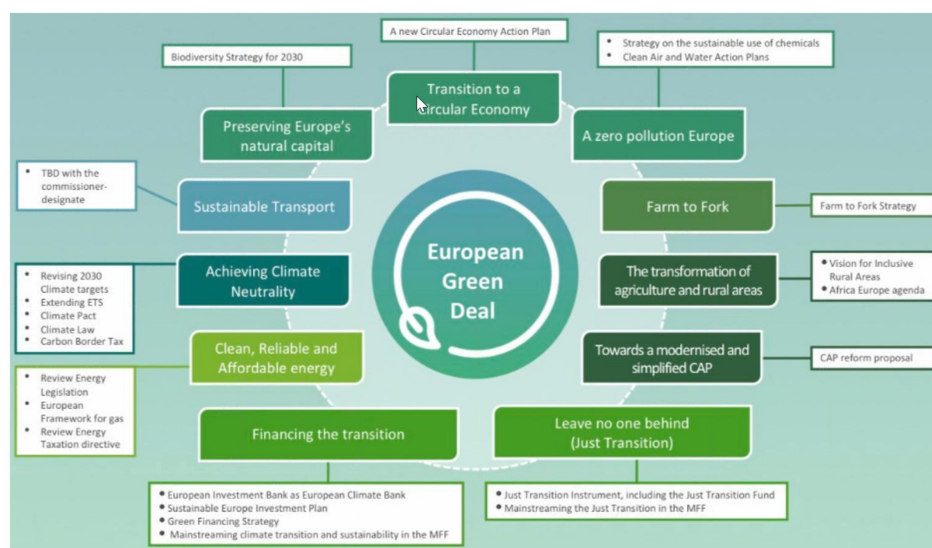 A new Circular Economy Action Plan
Biodiversity Strategy for 2030
• Strategy on the sustainable use of chemicals
• Clean Air and Water Action Plans
Transition to a
Circular Economy
Preserving Europe's
natural capital
A zero pollution Europe
• TBD with the
commissioner-
designate
Sustainable Transport
Farm to Fork
Farm to Fork Strategy
European
Green
Deal
• Revising 2030
Climate targets
• Extending ETS
• Climate Pact
• Climate Law
• Carbon Border Tax
Achieving Climate
Neutrality
The transformation of
agriculture and rural areas
• Vision for Inclusive
Rural Areas
• Africa Europe agenda
Clean, Reliable and
Affordable energy
Towards a modernised and
simplified CAP
CAP reform proposal
• Review Energy
Legislation
• European
Framework for gas
• Review Energy
Taxation directive
Financing the transition
Leave no one behind
(Just Transition)
• European Investment Bank as European Climate Bank
• Sustainable Europe Investment Plan
• Green Financing Strategy
• Mainstreaming climate transition and sustainability in the MFF
• Just Transition Instrument, including the Just Transition Fund
• Mainstreaming the Just Transition in the MFF